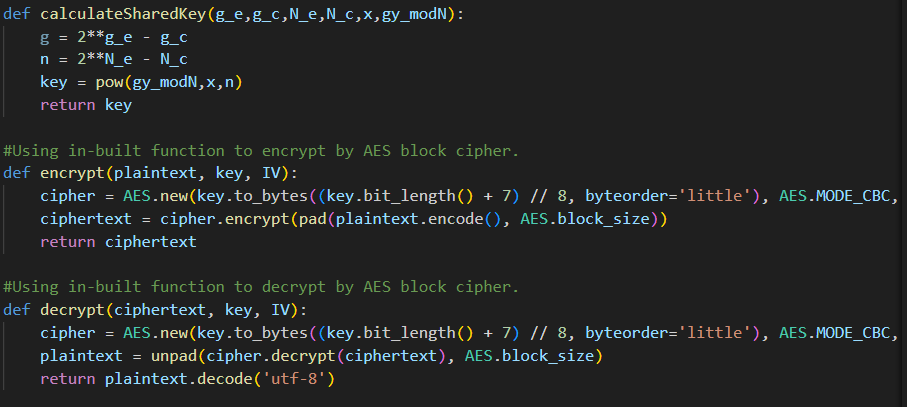 def calculateSharedKey(g_e,g_c,N_e,N_c,x,gy_modN):
    g = 2**g_e - g_c
    n = 2**N_e - N_c
    key = pow(gy_modN,x,n)
    return key

#Using in-built function to encrypt by AES block cipher.
def encrypt(plaintext, key, IV):
    cipher = AES.new(key.to_bytes((key.bit_length() + 7) // 8, byteorder='little'), AES.MODE_CBC,
    ciphertext = cipher.encrypt(pad(plaintext.encode(), AES.block_size))
    return ciphertext

#Using in-built function to decrypt by AES block cipher.
def decrypt(ciphertext, key, IV):
    cipher = AES.new(key.to_bytes((key.bit_length() + 7) // 8, byteorder='little'), AES.MODE_CBC,
    plaintext = unpad(cipher.decrypt(ciphertext), AES.block_size)
    return plaintext.decode('utf-8')